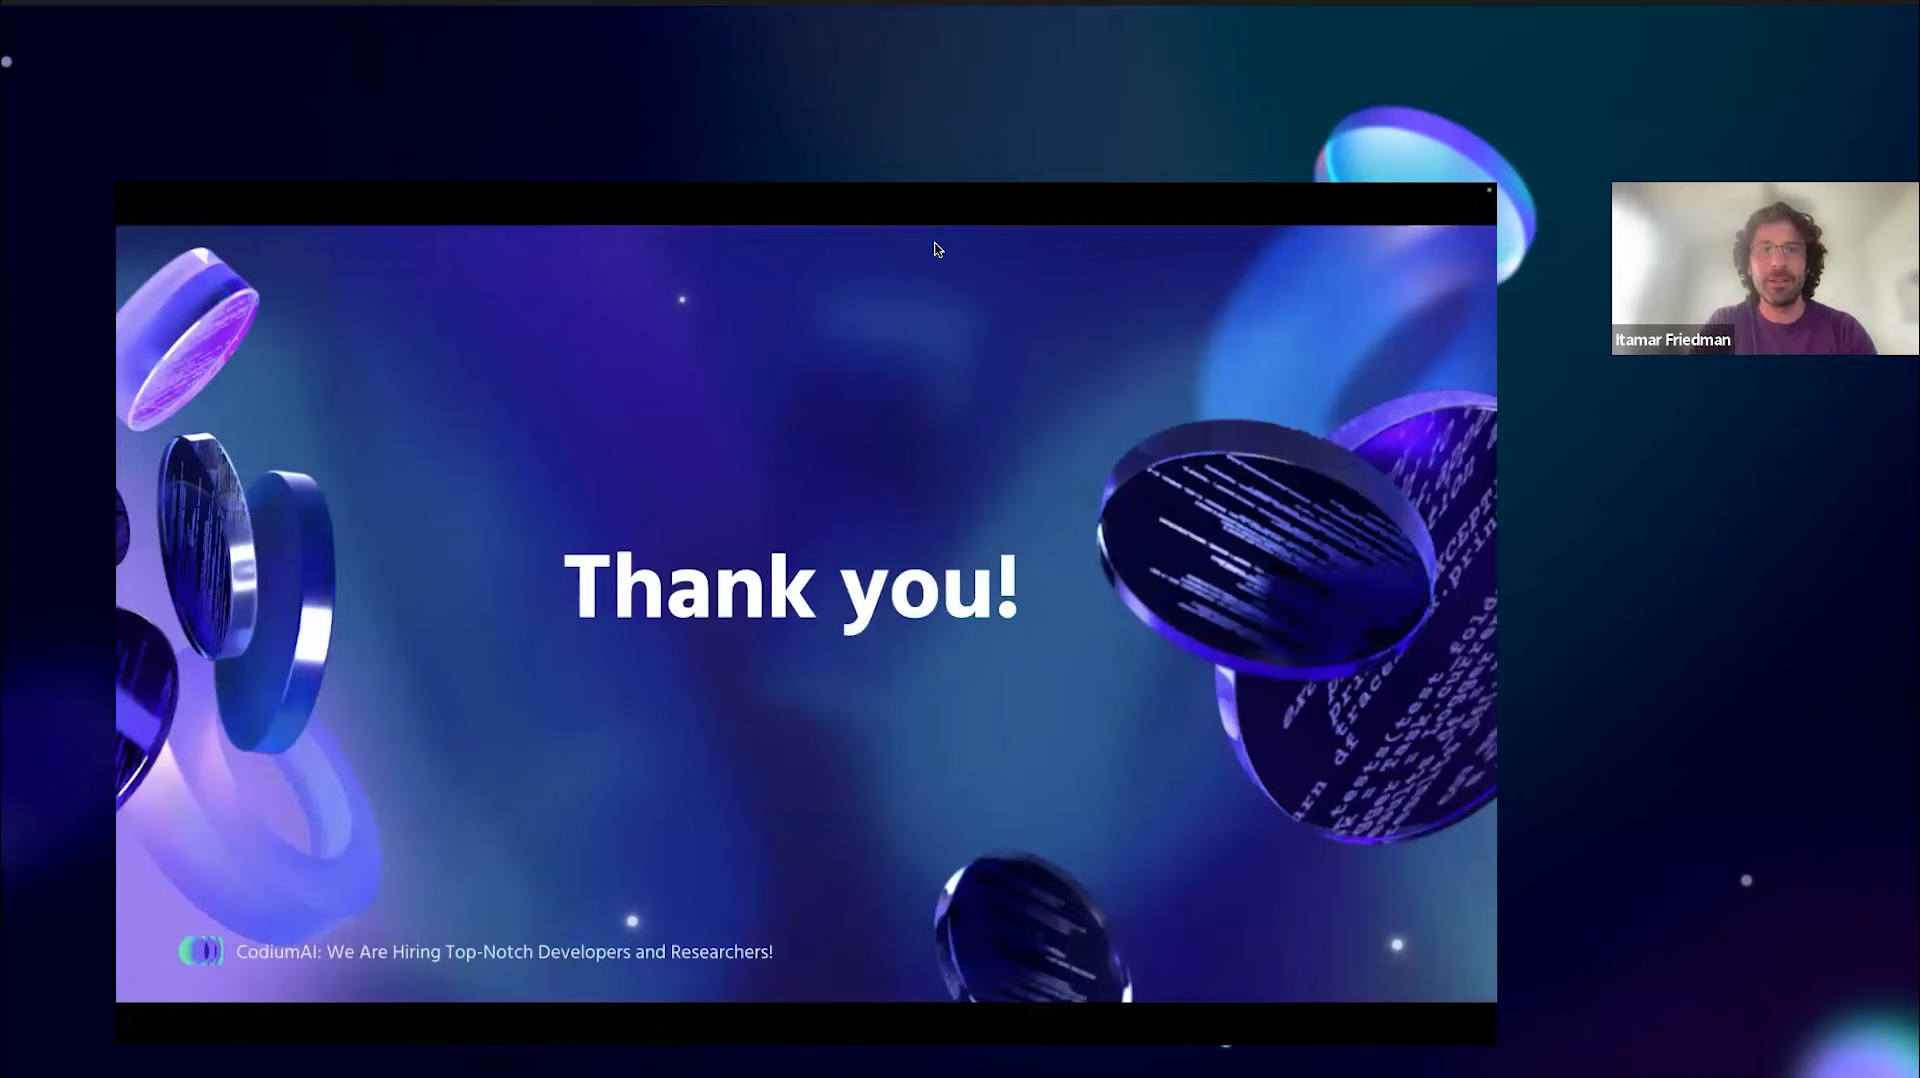 Itamar Friedman
Thank you!
CodiumAI: We Are Hiring Top-Notch Developers and Researchers!